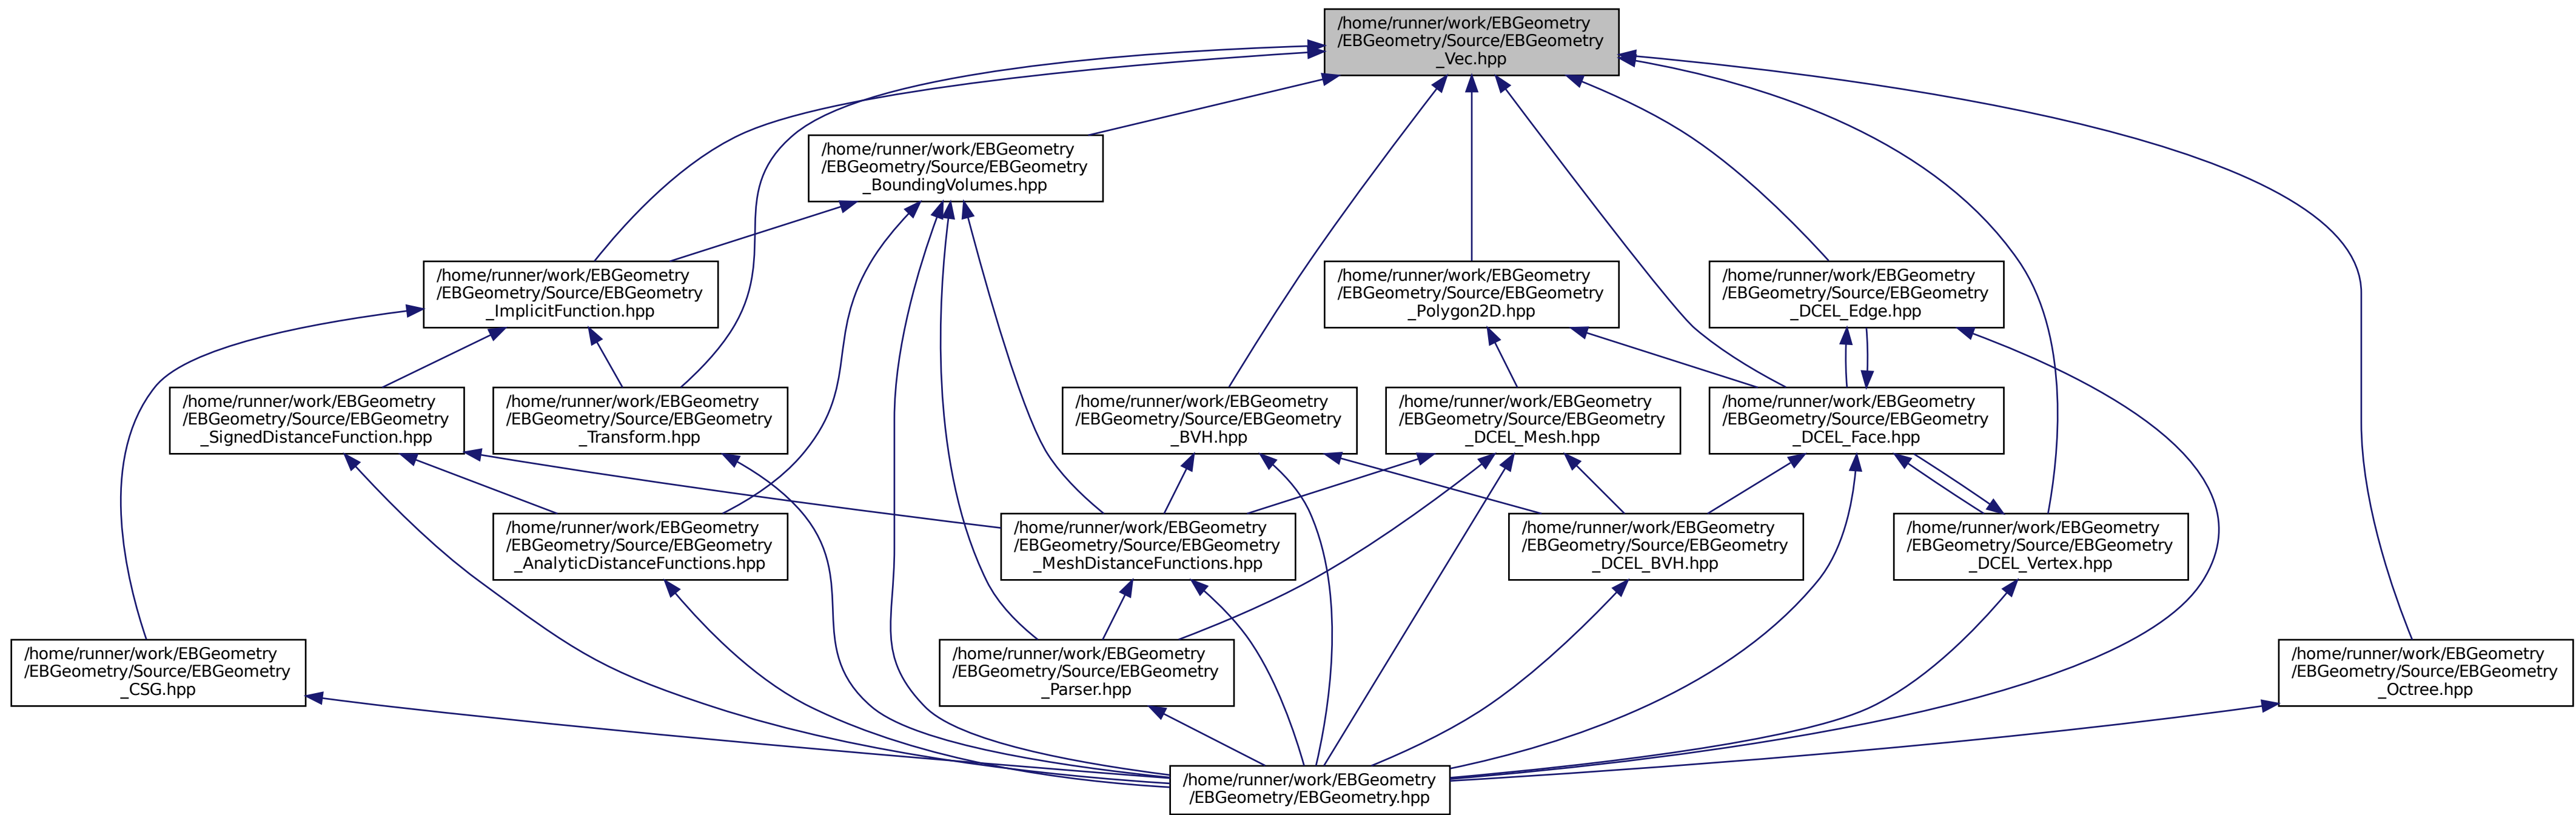 /home/runner/work/EBGeometry
/EBGeometry/Source/EBGeometry
_Vec.hpp
/home/runner/work/EBGeometry
/EBGeometry/Source/EBGeometry
_BoundingVolumes.hpp
/home/runner/work/EBGeometry
/EBGeometry/Source/EBGeometry
_ImplicitFunction.hpp
/home/runner/work/EBGeometry
/EBGeometry/Source/EBGeometry
_Polygon2D.hpp
/home/runner/work/EBGeometry
/EBGeometry/Source/EBGeometry
_DCEL_Edge.hpp
/home/runner/work/EBGeometry
/EBGeometry/Source/EBGeometry
_SignedDistanceFunction.hpp
/home/runner/work/EBGeometry
/EBGeometry/Source/EBGeometry
_Transform.hpp
/home/runner/work/EBGeometry
/EBGeometry/Source/EBGeometry
_BVH.hpp
/home/runner/work/EBGeometry
/EBGeometry/Source/EBGeometry
_DCEL_Mesh.hpp
/home/runner/work/EBGeometry
/EBGeometry/Source/EBGeometry
_DCEL_Face.hpp
/home/runner/work/EBGeometry
/EBGeometry/Source/EBGeometry
_AnalyticDistanceFunctions.hpp
/home/runner/work/EBGeometry
/EBGeometry/Source/EBGeometry
_MeshDistanceFunctions.hpp
/home/runner/work/EBGeometry
/EBGeometry/Source/EBGeometry
_DCEL_BVH.hpp
/home/runner/work/EBGeometry
/EBGeometry/Source/EBGeometry
_DCEL_Vertex.hpp
/home/runner/work/EBGeometry
/EBGeometry/Source/EBGeometry
_CSG.hpp
/home/runner/work/EBGeometry
/EBGeometry/Source/EBGeometry
_Parser.hpp
/home/runner/work/EBGeometry
/EBGeometry/Source/EBGeometry
_Octree.hpp
/home/runner/work/EBGeometry
/EBGeometry/EBGeometry.hpp